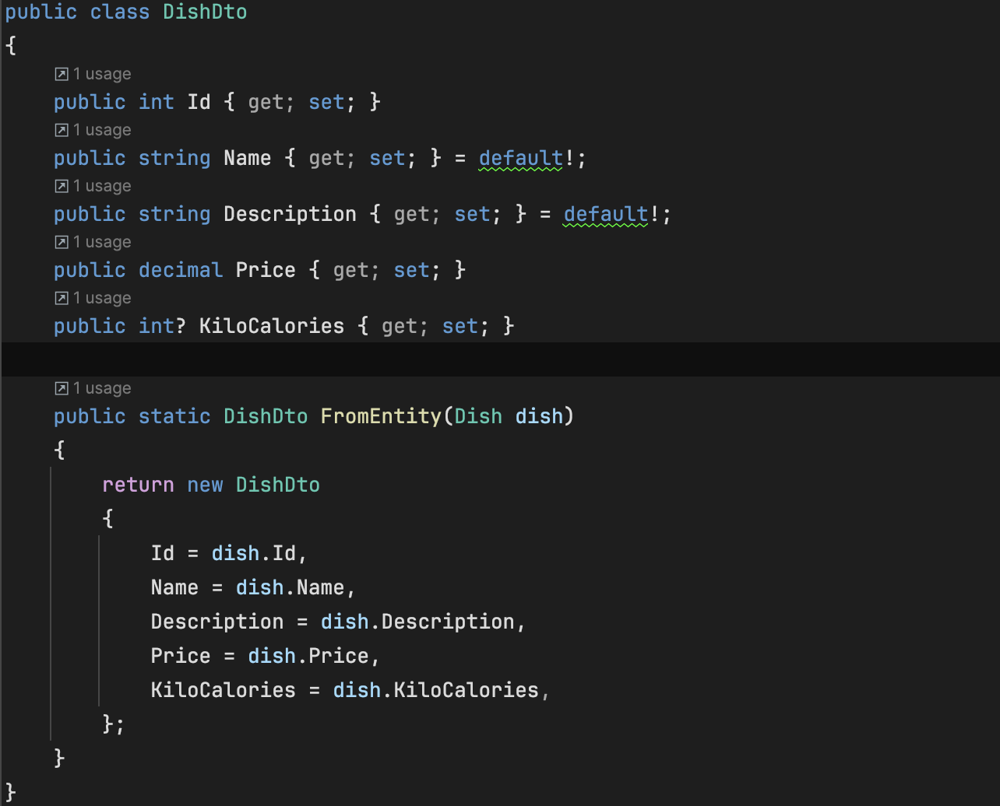 public class DishDto
{
1 usage
public int Id { get; set; }
1 usage
public string Name { get; set; } = default!;
1 usage
public string Description { get; set; } = default!;
1 usage
public decimal Price { get; set; }
1 usage
public int? KiloCalories { get; set; }
1 usage
public static DishDto FromEntity(Dish dish)
{
return new DishDto
{
Id = dish.Id,
Name = dish.Name,
Description = dish.Description,
Price = dish.Price,
KiloCalories = dish.KiloCalories,
};
}
}